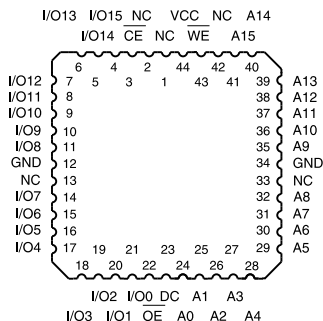 I/O13 I/O15 NC VCC NC A14
I/O14 CE NC WE A15
6 4 2 44 42 40
I/O12 7 5 3 1 43 41 39 A13
I/O11 8 38 A12
I/O10 9 37 A11
I/O9 10 36 A10
I/O8 11 35 A9
GND 12 34 GND
NC 13 33 NC
I/O7 14 32 A8
I/O6 15 31 A7
I/O5 16 30 A6
I/O4 17 19 21 23 25 27 29 A5
18 20 22 24 26 28
I/O2 I/O0 DC A1 A3
I/O3 I/O1 OE A0 A2 A4